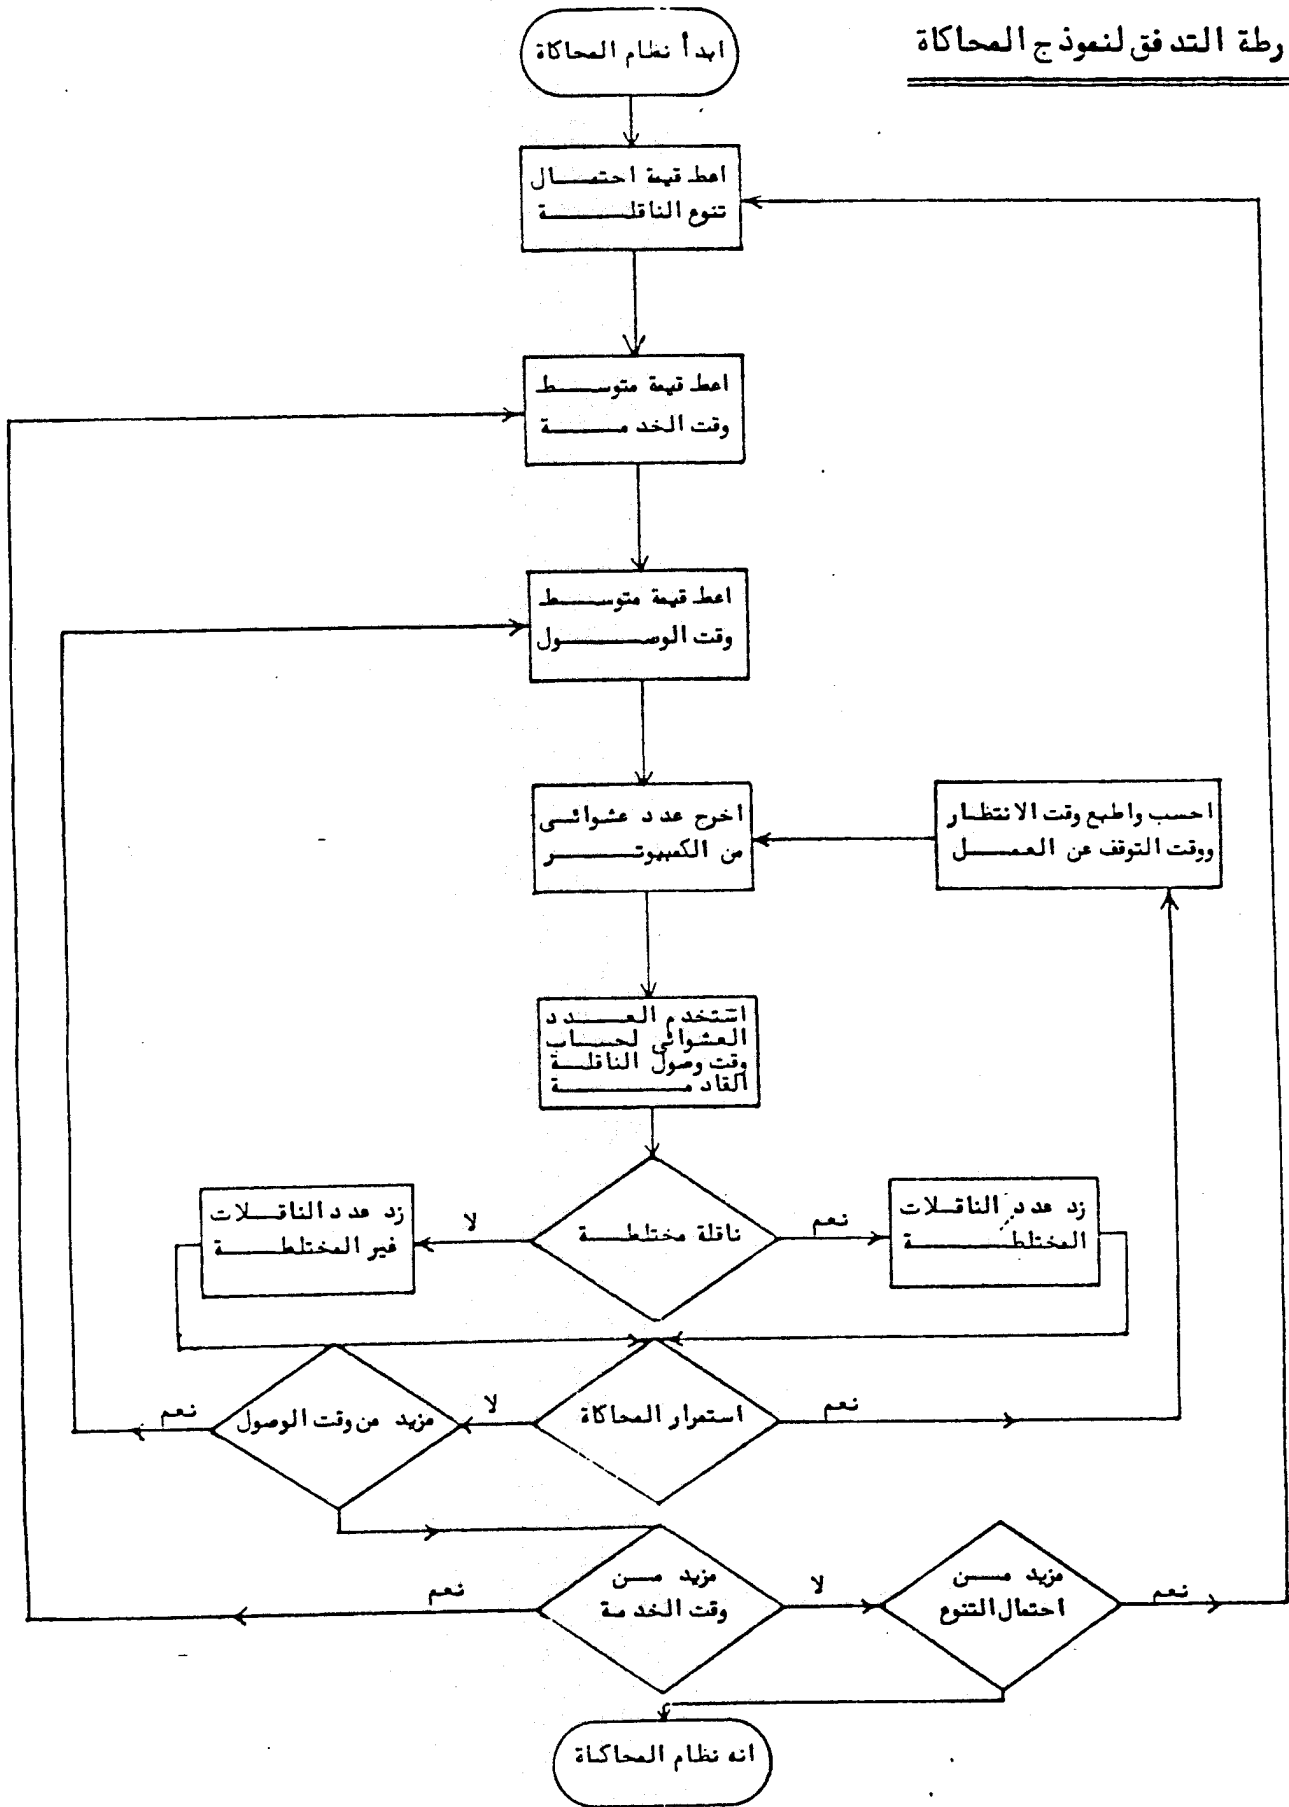 رطة التدفق لنموذج المحاكاة
ابدأ نظام المحاكاة
اعط قيمة احتمال
تنوع الناقلة
اعط قيمة متوسط
وقت الخدمة
اعط قيمة متوسط
وقت الوصول
اخرج عدد عشوائى
من الكمبيوتر
احسب واطبع وقت الانتظار
ووقت التوقف عن العمل
استخدم العدد
العشوائى لحساب
وقت وصول الناقلة
القادمة
زد عدد الناقلات
المختلطة
نعم
ناقلة مختلطة
لا
زد عدد الناقلات
غير المختلطة
نعم
استمرار المحاكاة
لا
مزيد من وقت الوصول
نعم
نعم
مزيد من
احتمال التنوع
لا
مزيد من
وقت الخدمة
نعم
انه نظام المحاكاة